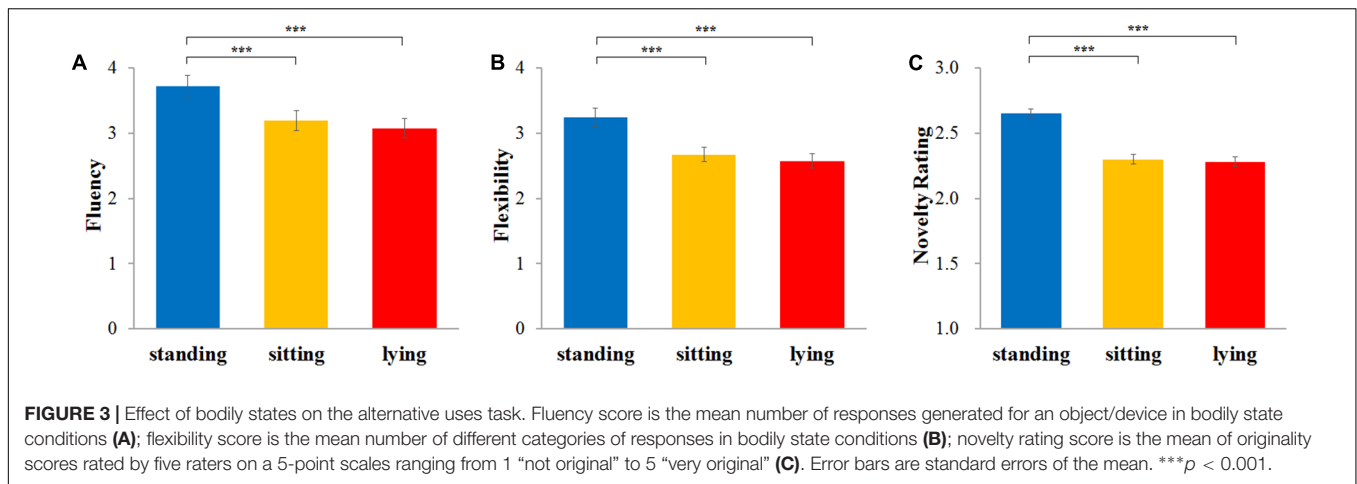 A
***
***
4
3
2
1
0
Fluency
standing sitting lying
B
***
***
4
3
2
1
0
Flexibility
standing sitting lying
C
***
***
3.0
2.5
2.0
1.5
1.0
Novelty Rating
standing sitting lying
FIGURE 3 | Effect of bodily states on the alternative uses task. Fluency score is the mean number of responses generated for an object/device in bodily state
conditions (A); flexibility score is the mean number of different categories of responses in bodily state conditions (B); novelty rating score is the mean of originality
scores rated by five raters on a 5-point scales ranging from 1 “not original” to 5 “very original” (C). Error bars are standard errors of the mean. ***p < 0.001.